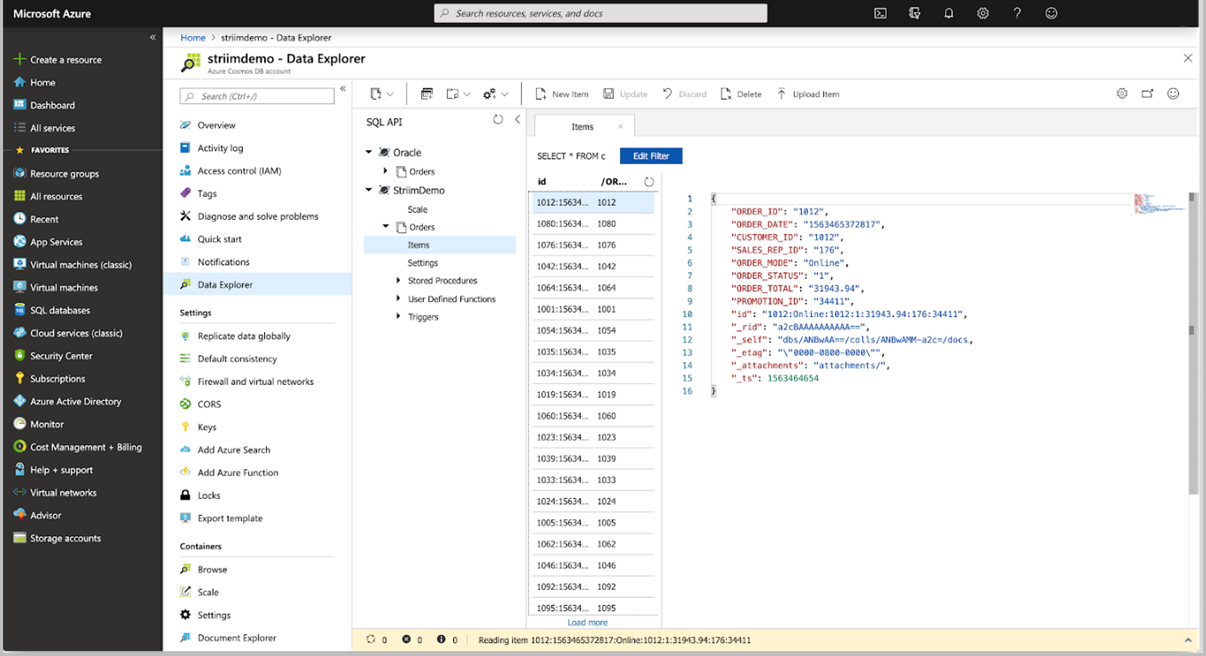 Microsoft Azure
Search resources, services, and docs
Create a resource
Home
Dashboard
All services
FAVORITES
Resource groups
All resources
Recent
App Services
Virtual machines (classic)
Virtual machines
SQL databases
Cloud services (classic)
Security Center
Subscriptions
Azure Active Directory
Monitor
Cost Management + Billing
Help + support
Virtual networks
Advisor
Storage accounts
Home > striimdemo - Data Explorer
striimdemo - Data Explorer
Azure Cosmos DB account
Search (Ctrl+/)
Overview
Activity log
Access control (IAM)
Tags
Diagnose and solve problems
Quick start
Notifications
Data Explorer
Settings
Replicate data globally
Default consistency
Firewall and virtual networks
CORS
Keys
Add Azure Search
Add Azure Function
Locks
Export template
Containers
Browse
Scale
Settings
Document Explorer
New Item Update Discard Delete Upload Item
SQL API
Oracle
Orders
StriimDemo
Scale
Orders
Items
Settings
Stored Procedures
User Defined Functions
Triggers
Items
SELECT * FROM c Edit Filter
id /OR...
1012:15634... 1012
1080:15634... 1080
1076:15634... 1076
1042:15634... 1042
1064:15634... 1064
1001:15634... 1001
1054:15634... 1054
1035:15634... 1035
1034:15634... 1034
1019:15634... 1019
1060:15634... 1060
1023:15634... 1023
1039:15634... 1039
1033:15634... 1033
1024:15634... 1024
1005:15634... 1005
1062:15634... 1062
1046:15634... 1046
1092:15634... 1092
1095:15634... 1095
Load more
1 {
2 "ORDER_ID": "1012",
3 "ORDER_DATE": "1563465372817",
4 "CUSTOMER_ID": "1012",
5 "SALES_REP_ID": "176",
6 "ORDER_MODE": "Online",
7 "ORDER_STATUS": "1",
8 "ORDER_TOTAL": "31943.94",
9 "PROMOTION_ID": "34411",
10 "id": "1012:Online:1012:1:31943.94:176:34411",
11 "_rid": "a2cBAAAAAAAAAA==",
12 "_self": "dbs/ANBwAA==/colls/ANBwAMM-a2c=/docs,
13 "_etag": "\"0000-0800-0000\"",
14 "_attachments": "attachments/",
15 "_ts": 1563464654
16 }
0 0 0 Reading item 1012:1563465372817:Online:1012:1:31943.94:176:34411